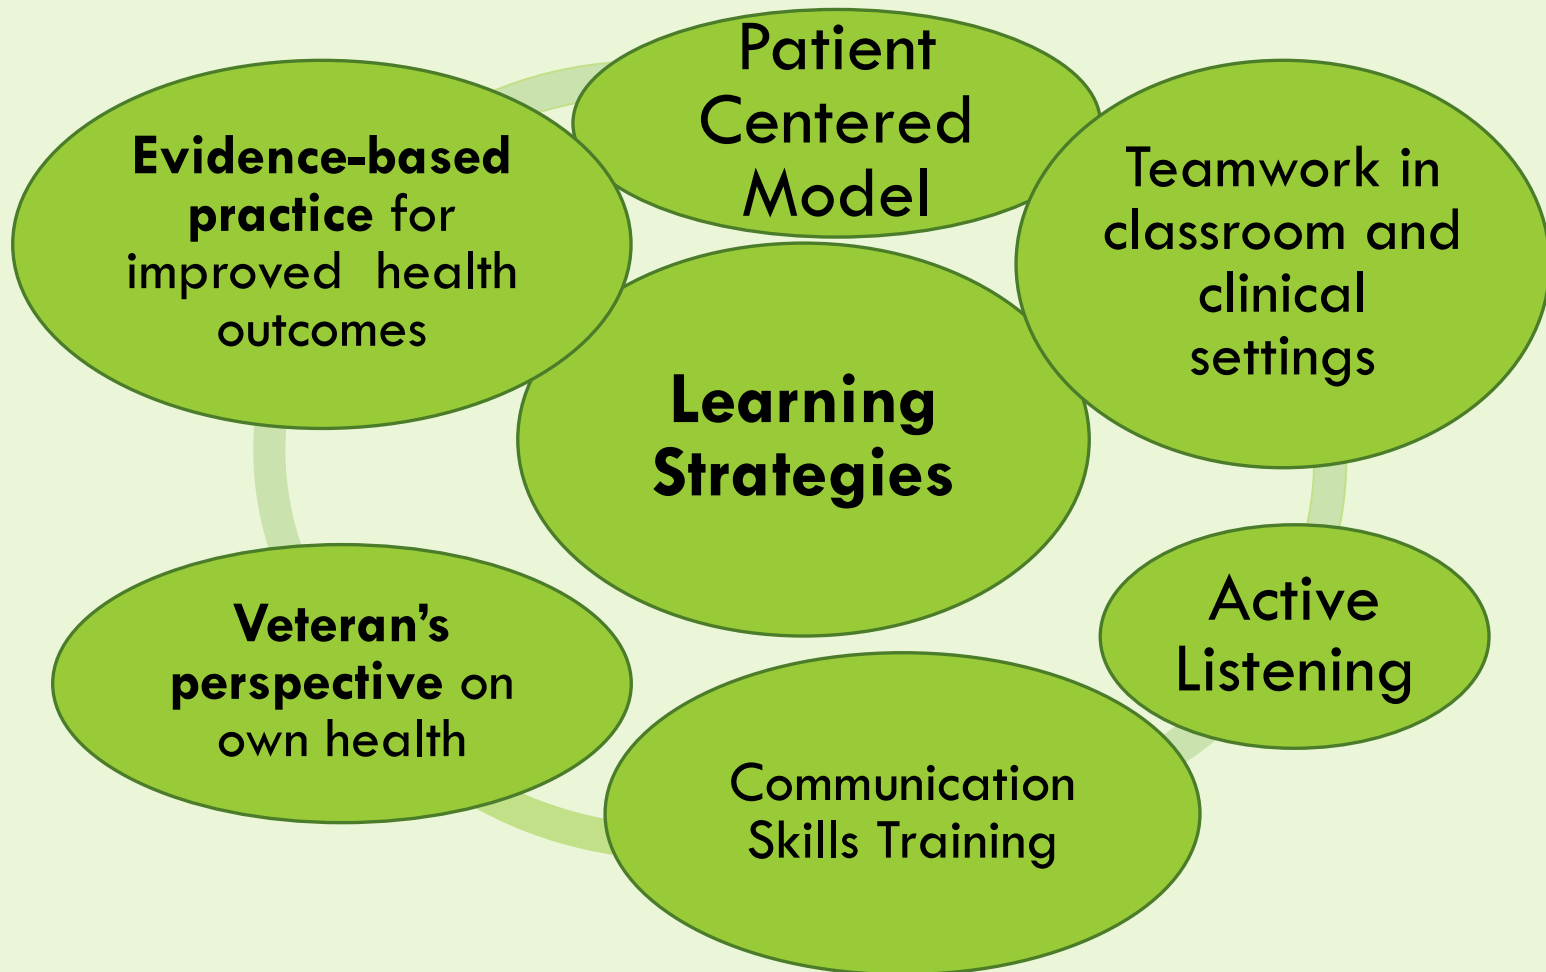 Patient
Centered
Model
Teamwork in
classroom and
clinical
settings
Active
Listening
Communication
Skills Training
Veteran’s
perspective on
own health
Evidence-based
practice for
improved  health
outcomes
Learning
Strategies